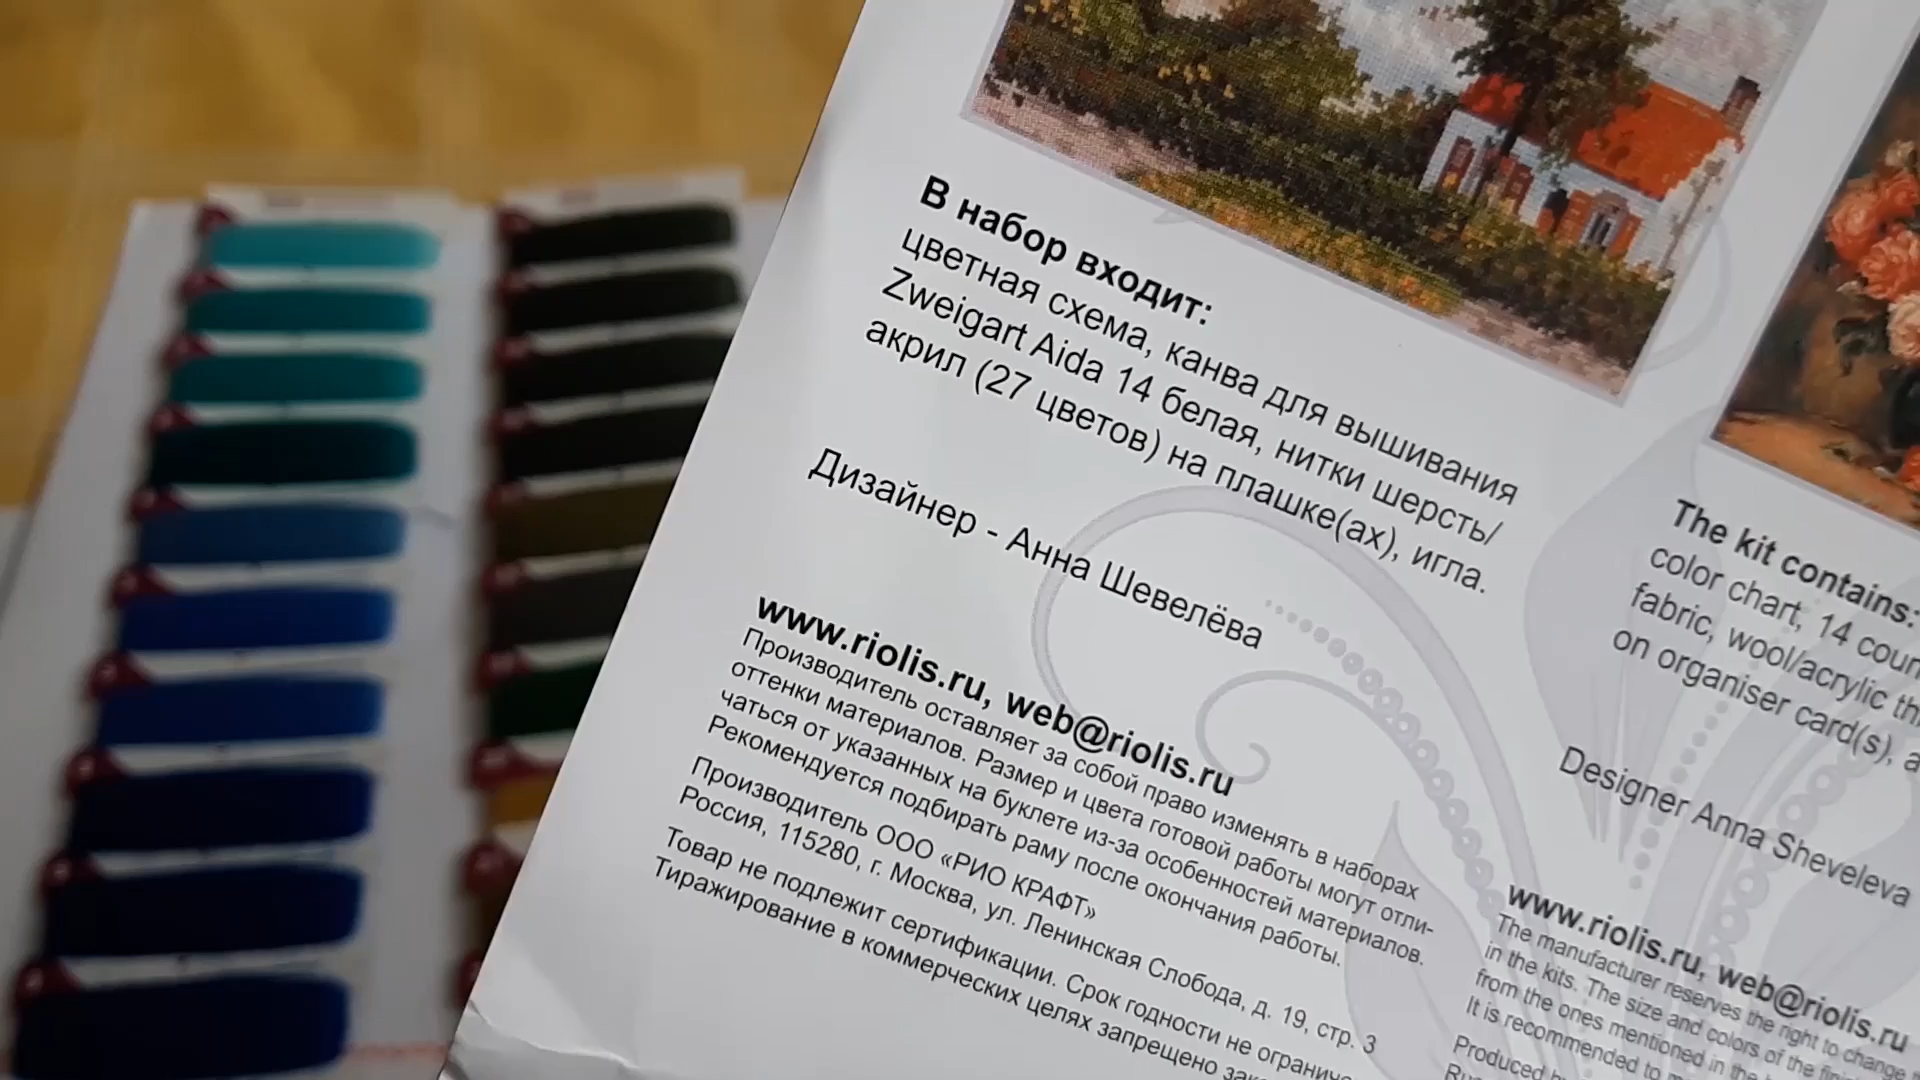 В набор входит:
цветная схема, канва для вышивания
Zweigart Aida 14 белая, нитки шерсть/
акрил (27 цветов) на плашке(ах), игла.
Дизайнер - Анна Шевелёва
www.riolis.ru, web@riolis.ru
Производитель оставляет за собой право изменять в наборах
оттенки материалов. Размер и цвета готовой работы могут отли-
чаться от указанных на буклете из-за особенностей материалов.
Рекомендуется подбирать раму после окончания работы.
Производитель ООО «РИО КРАФТ»
Россия, 115280, г. Москва, ул. Ленинская Слобода, д. 19, стр. 3
Товар не подлежит сертификации. Срок годности не
Тиражирование в коммерческих целях запрещено
The kit contains:
color chart, 14
fabric, wool/acrylic
on organiser card(s),
Designer Anna Sheveleva
www.riolis.ru, web@riolis.ru
The manufacturer reserves the right to change
in the kits. The size and colors of the
from the ones mentioned in the
It is recommended to
Produced